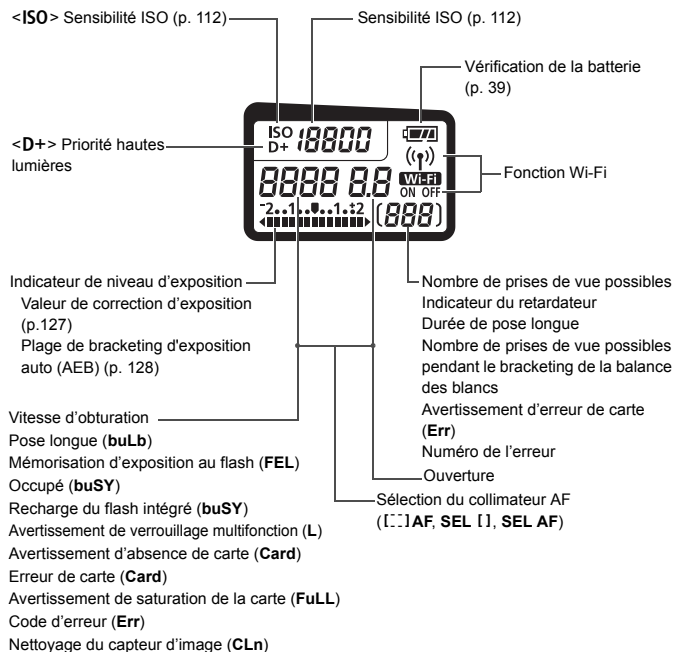 <ISO> Sensibilité ISO (p. 112)
Sensibilité ISO (p. 112)
Vérification de la batterie
(p. 39)
<D+> Priorité hautes
lumières
ISO
D+ 18800
8888 8.8
Wi-Fi
ON OFF
-2..1..0..1.+2
(888)
Fonction Wi-Fi
Indicateur de niveau d’exposition
Valeur de correction d’exposition
(p.127)
Plage de bracketing d'exposition
auto (AEB) (p. 128)
Nombre de prises de vue possibles
Indicateur du retardateur
Durée de pose longue
Nombre de prises de vue possibles
pendant le bracketing de la balance
des blancs
Avertissement d’erreur de carte
(Err)
Numéro de l’erreur
Ouverture
Sélection du collimateur AF
([ ] AF, SEL [ ], SEL AF)
Vitesse d’obturation
Pose longue (buLb)
Mémorisation d’exposition au flash (FEL)
Occupé (buSY)
Recharge du flash intégré (buSY)
Avertissement de verrouillage multifonction (L)
Avertissement d’absence de carte (Card)
Erreur de carte (Card)
Avertissement de saturation de la carte (FuLL)
Code d’erreur (Err)
Nettoyage du capteur d’image (CLn)